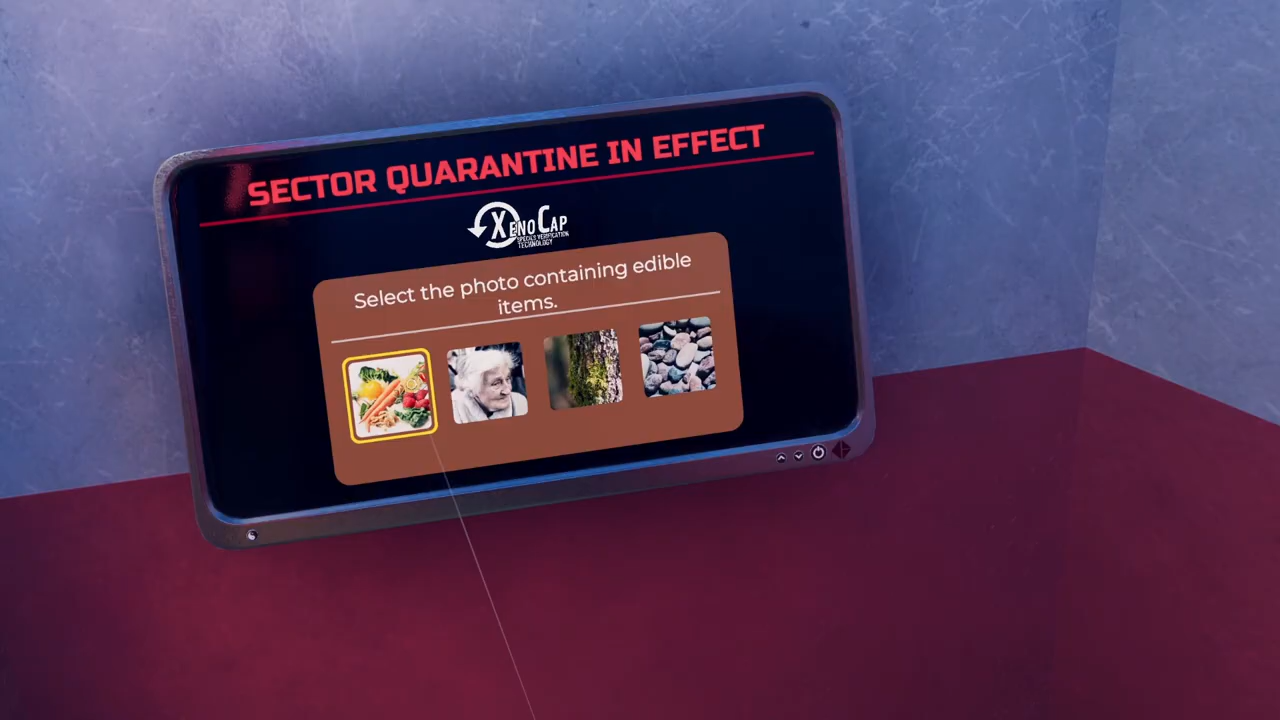 SECTOR QUARANTINE IN EFFECT
XENOCAP
SPECIES VERIFICATION
TECHNOLOGY
Select the photo containing edible
items.